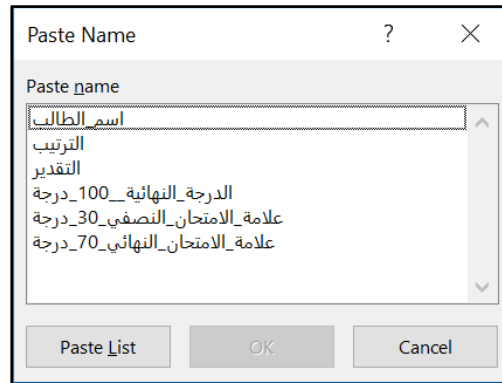 Paste Name
?
Paste name
اسم_الطالب
الترتيب
التقدير
الدرجة_النهائية__100_درجة
علامة_الامتحان_النصفي_30_درجة
علامة_الامتحان_النهائي_70_درجة
Paste List
OK
Cancel